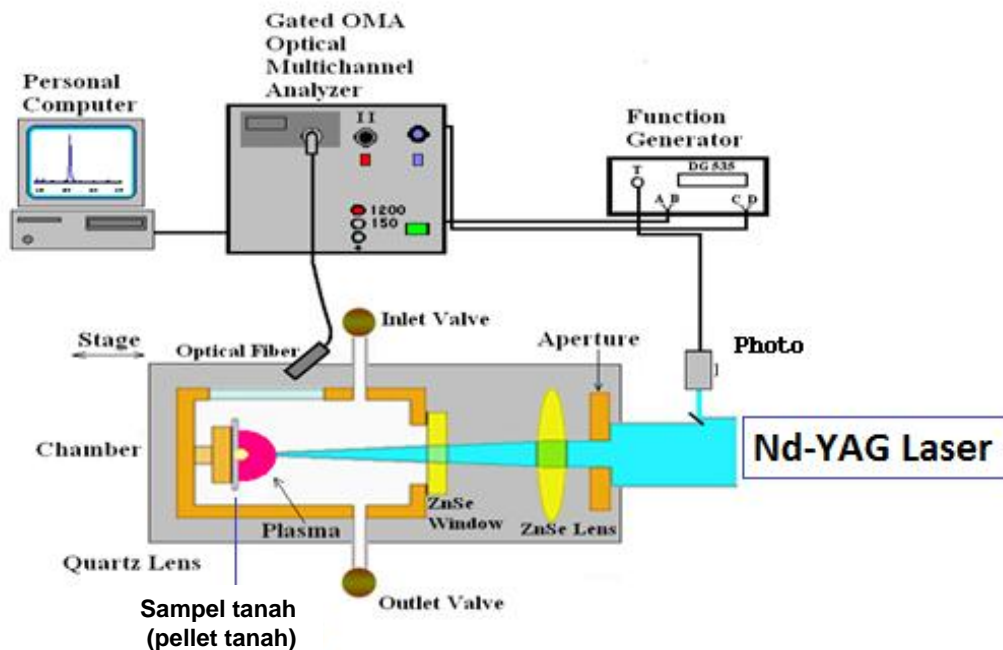 Gated OMA
Optical
Multichannel
Analyzer
Personal
Computer
Function
Generator
I I
T
DG 535
A B
C D
1200
150
Inlet Valve
Stage
Optical Fiber
Aperture
Photo
Chamber
Nd-YAG Laser
ZnSe
Window
ZnSe Lens
Plasma
Quartz Lens
Outlet Valve
Sampel tanah
(pellet tanah)